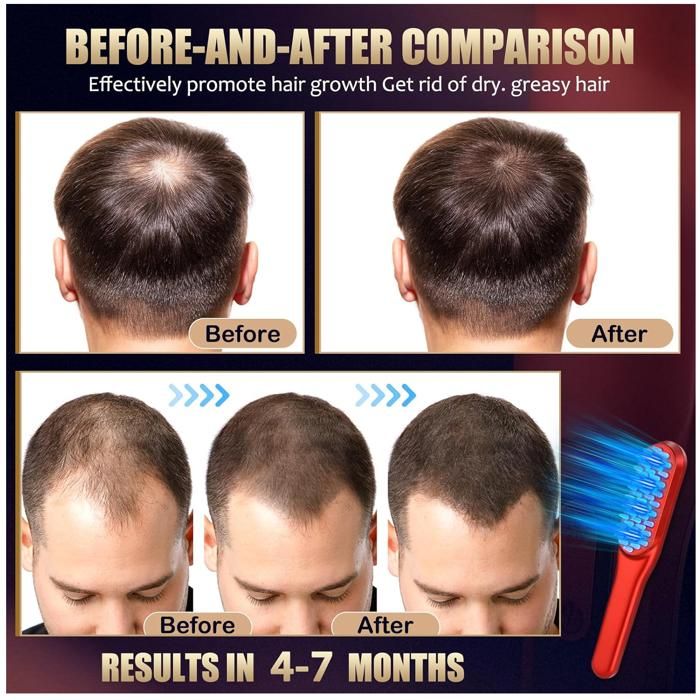 BEFORE-AND-AFTER COMPARISON
Effectively promote hair growth Get rid of dry. greasy hair
Before
After
Before
After
RESULTS IN 4-7 MONTHS